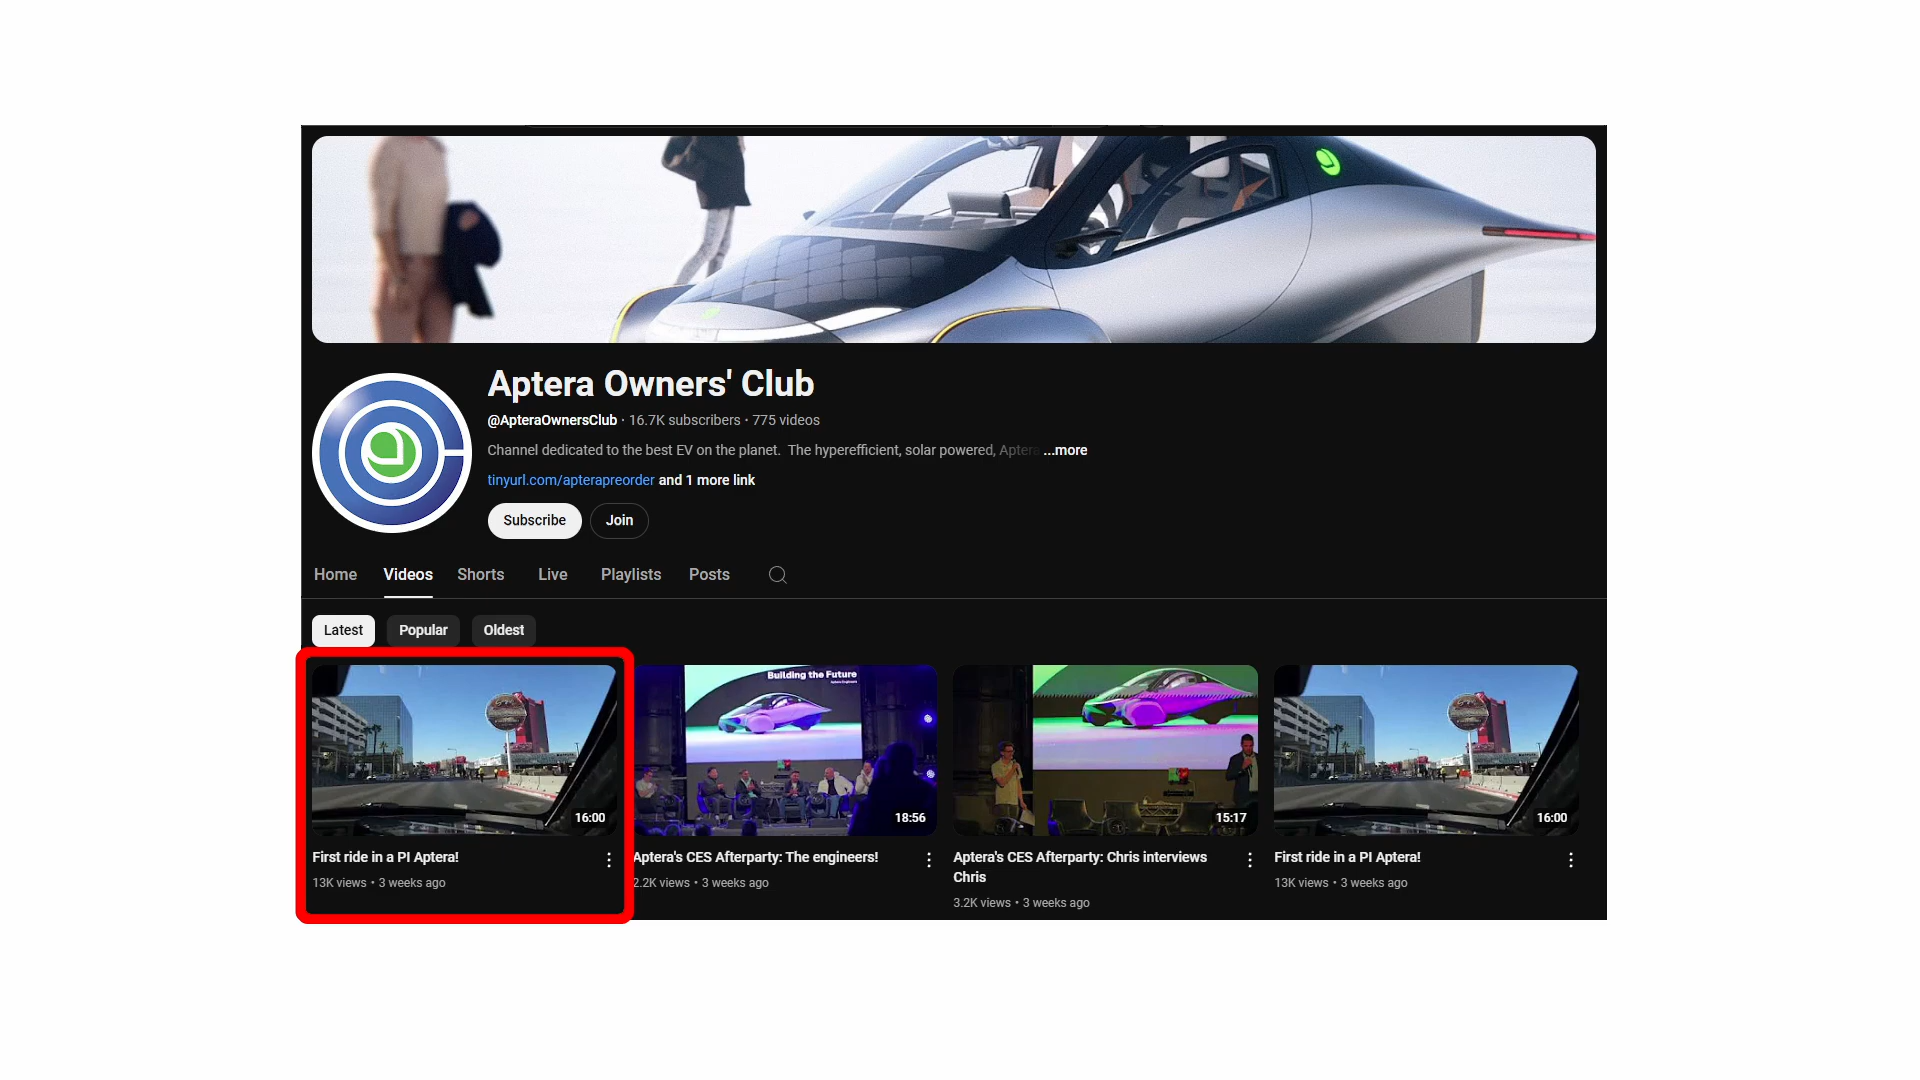 Aptera Owners' Club
@ApteraOwnersClub · 16.7K subscribers · 775 videos
Channel dedicated to the best EV on the planet. The hyperefficient, solar powered, Aptera ...more
tinyurl.com/apterapreorder and 1 more link
Subscribe Join
Home Videos Shorts Live Playlists Posts
Latest Popular Oldest
Building the Future
16:00 18:56 15:17 16:00
First ride in a PI Aptera!
13K views • 3 weeks ago
Aptera's CES Afterparty: The engineers!
2.2K views • 3 weeks ago
Aptera's CES Afterparty: Chris interviews
Chris
3.2K views • 3 weeks ago
First ride in a PI Aptera!
13K views • 3 weeks ago